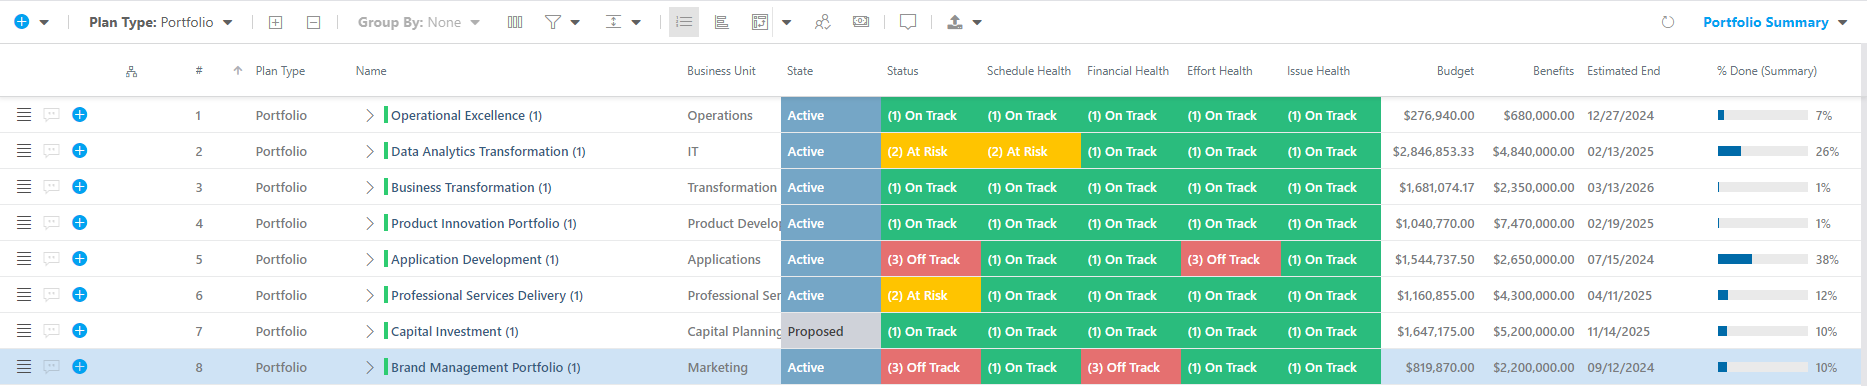 Plan Type: Portfolio Group By: None Portfolio Summary
# Plan Type Name Business Unit State Status Schedule Health Financial Health Effort Health Issue Health Budget Benefits Estimated End % Done (Summary)
1 Portfolio Operational Excellence (1) Operations Active (1) On Track (1) On Track (1) On Track (1) On Track (1) On Track $276,940.00 $680,000.00 12/27/2024 7%
2 Portfolio Data Analytics Transformation (1) IT Active (2) At Risk (2) At Risk (1) On Track (1) On Track (1) On Track $2,846,853.33 $4,840,000.00 02/13/2025 26%
3 Portfolio Business Transformation (1) Transformation Active (1) On Track (1) On Track (1) On Track (1) On Track (1) On Track $1,681,074.17 $2,350,000.00 03/13/2026 1%
4 Portfolio Product Innovation Portfolio (1) Product Develop Active (1) On Track (1) On Track (1) On Track (1) On Track (1) On Track $1,040,770.00 $7,470,000.00 02/19/2025 1%
5 Portfolio Application Development (1) Applications Active (3) Off Track (1) On Track (1) On Track (3) Off Track (1) On Track $1,544,737.50 $2,650,000.00 07/15/2024 38%
6 Portfolio Professional Services Delivery (1) Professional Ser Active (2) At Risk (1) On Track (1) On Track (1) On Track (1) On Track $1,160,855.00 $4,300,000.00 04/11/2025 12%
7 Portfolio Capital Investment (1) Capital Planning Proposed (1) On Track (1) On Track (1) On Track (1) On Track (1) On Track $1,647,175.00 $5,200,000.00 11/14/2025 10%
8 Portfolio Brand Management Portfolio (1) Marketing Active (3) Off Track (1) On Track (3) Off Track (1) On Track (1) On Track $819,870.00 $2,200,000.00 09/12/2024 10%